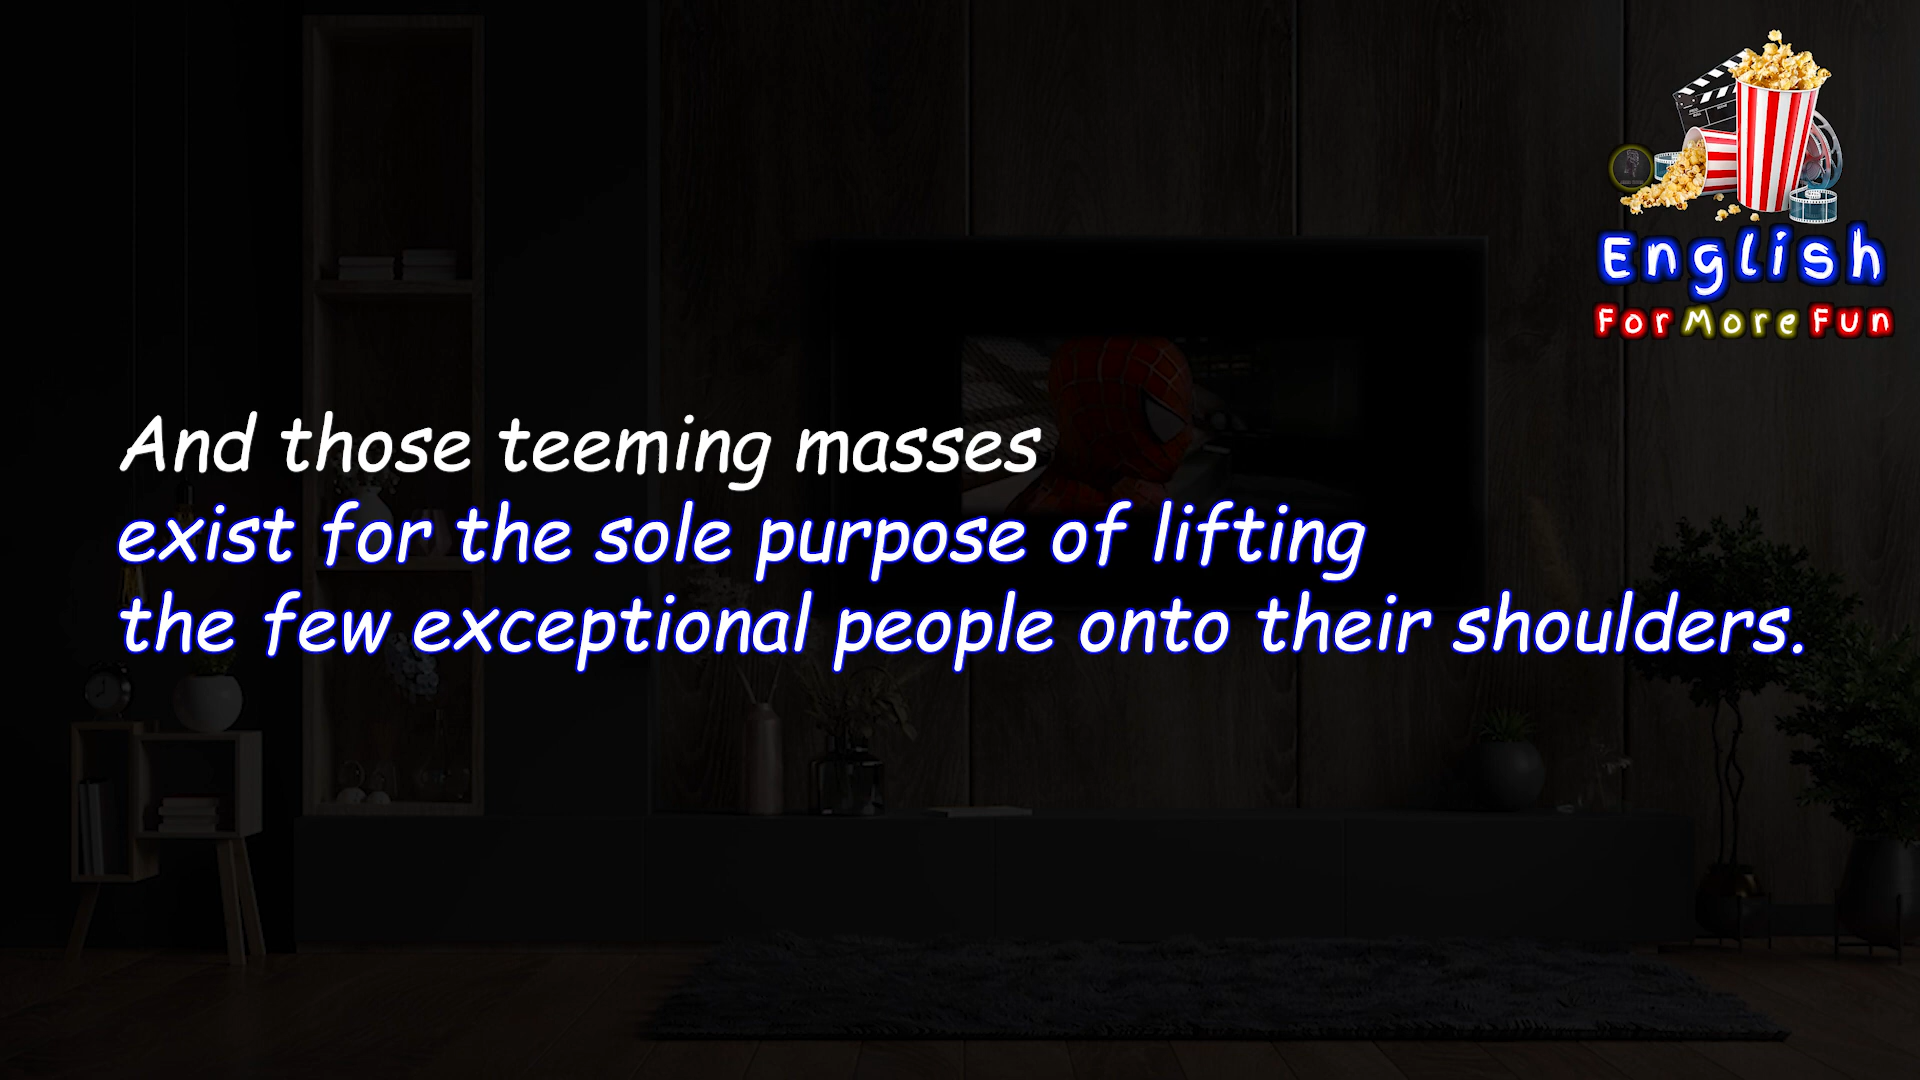 English
For More Fun
And those teeming masses
exist for the sole purpose of lifting
the few exceptional people onto their shoulders.